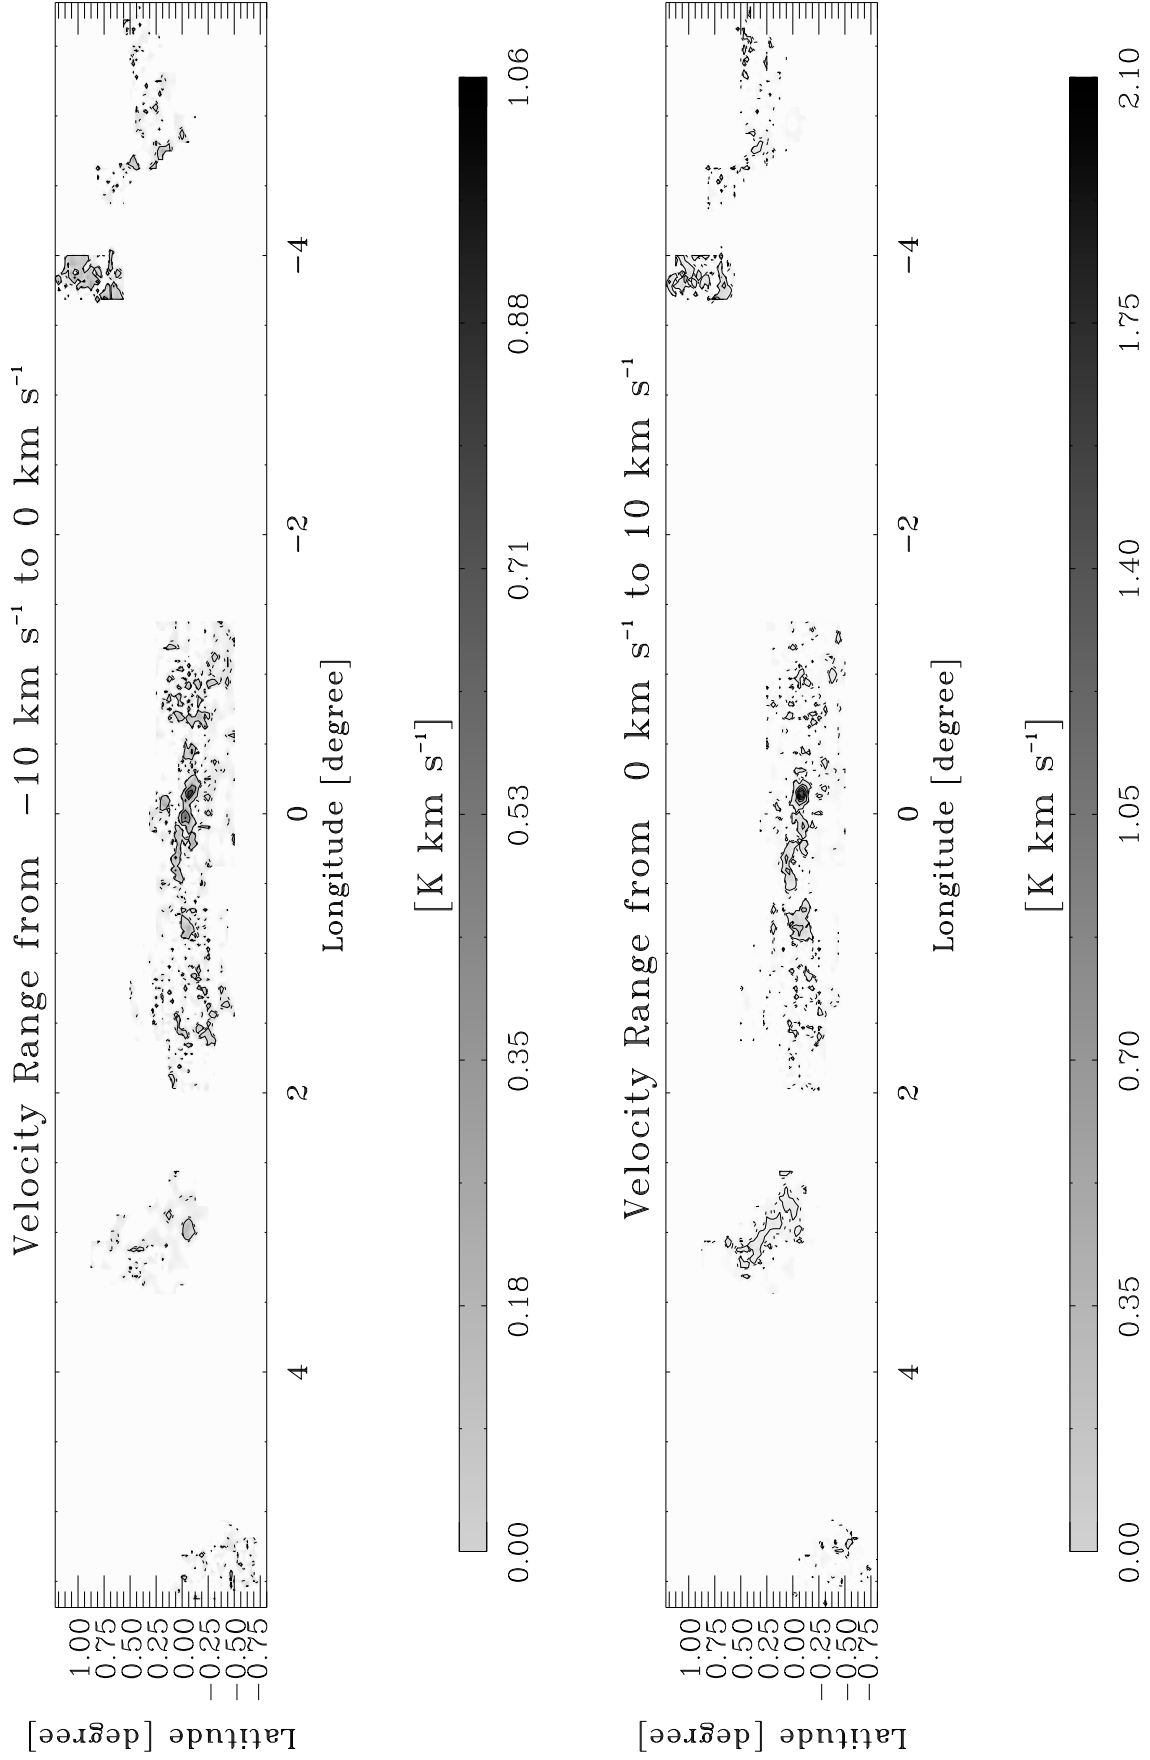 Velocity Range from −10 km s⁻¹ to 0 km s⁻¹
Latitude [degree]
1.00
0.75
0.50
0.25
0.00
−0.25
−0.50
−0.75
4 2 0 −2 −4
Longitude [degree]
[K km s⁻¹]
0.00 0.18 0.35 0.53 0.71 0.88 1.06
Velocity Range from 0 km s⁻¹ to 10 km s⁻¹
Latitude [degree]
1.00
0.75
0.50
0.25
0.00
−0.25
−0.50
−0.75
4 2 0 −2 −4
Longitude [degree]
[K km s⁻¹]
0.00 0.35 0.70 1.05 1.40 1.75 2.10